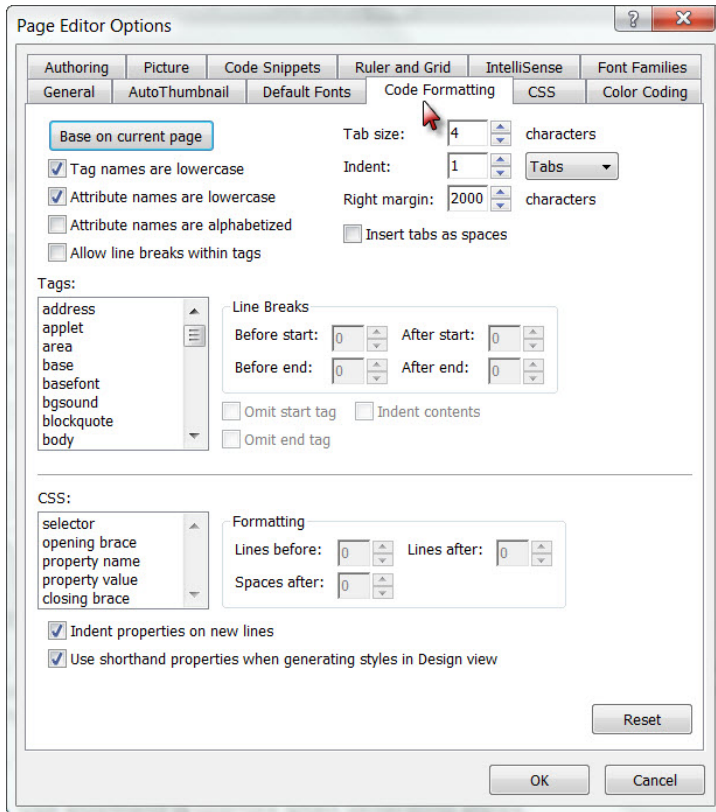 Page Editor Options
Authoring Picture Code Snippets Ruler and Grid IntelliSense Font Families
General AutoThumbnail Default Fonts Code Formatting CSS Color Coding
Base on current page
Tab size: 4 characters
Tag names are lowercase
Indent: 1 Tabs
Attribute names are lowercase
Right margin: 2000 characters
Attribute names are alphabetized
Insert tabs as spaces
Allow line breaks within tags
Tags:
address
applet
area
base
basefont
bgsound
blockquote
body
Line Breaks
Before start: 0 After start: 0
Before end: 0 After end: 0
Omit start tag Indent contents
Omit end tag
CSS:
selector
opening brace
property name
property value
closing brace
Formatting
Lines before: 0 Lines after: 0
Spaces after: 0
Indent properties on new lines
Use shorthand properties when generating styles in Design view
Reset
OK Cancel